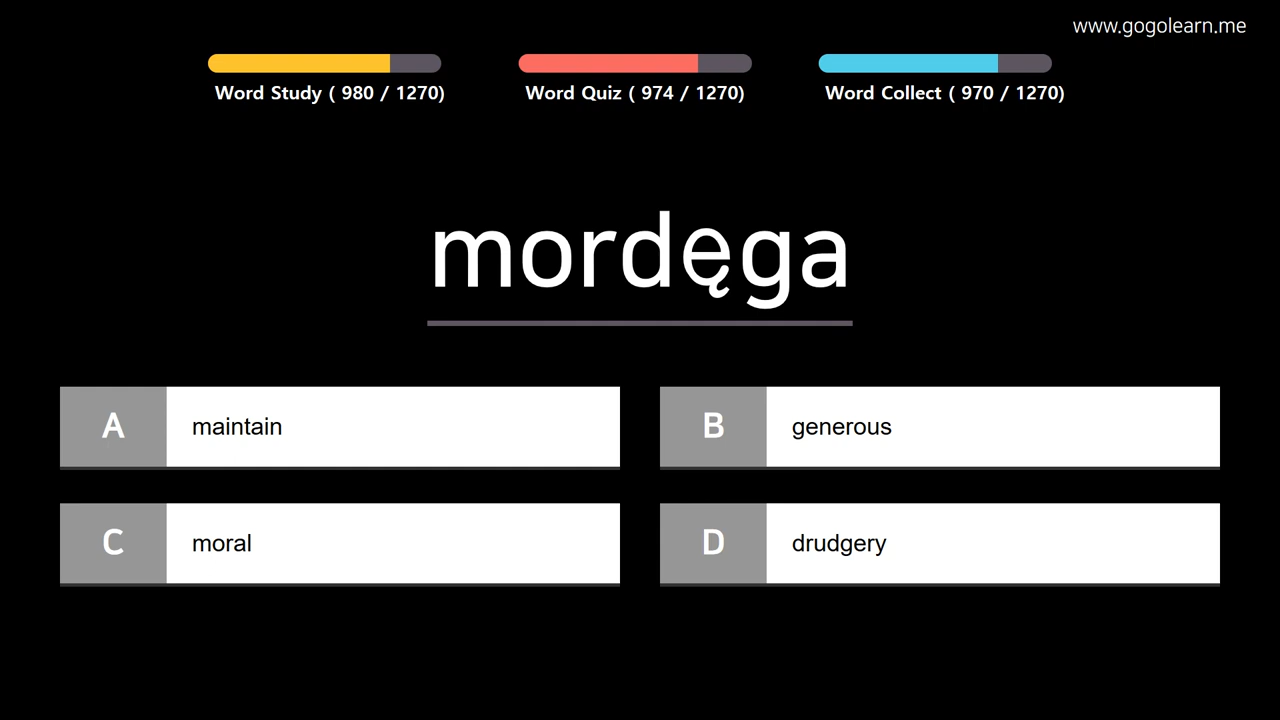 www.gogolearn.me
Word Study ( 980 / 1270)
Word Quiz ( 974 / 1270)
Word Collect ( 970 / 1270)
mordęga
A maintain
B generous
C moral
D drudgery